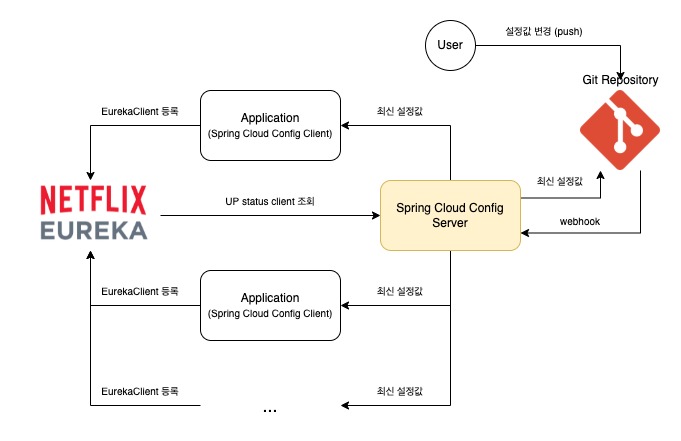 User
설정값 변경 (push)
Git Repository
EurekaClient 등록
Application
(Spring Cloud Config Client)
최신 설정값
최신 설정값
NETFLIX
EUREKA
UP status client 조회
Spring Cloud Config
Server
webhook
EurekaClient 등록
Application
(Spring Cloud Config Client)
최신 설정값
EurekaClient 등록
...
최신 설정값